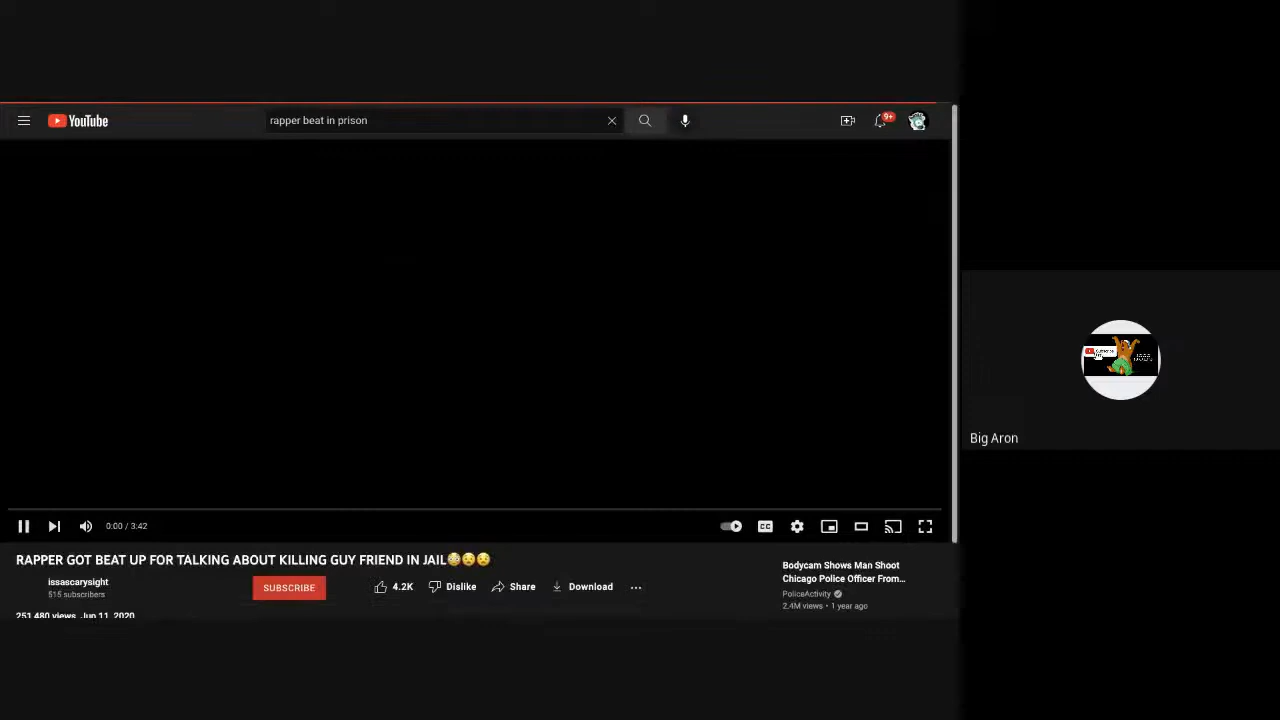 YouTube
rapper beat in prison
9+
0:00 / 3:42
CC
RAPPER GOT BEAT UP FOR TALKING ABOUT KILLING GUY FRIEND IN JAIL😳😥😥
issascarysight
515 subscribers
SUBSCRIBE
4.2K
Dislike
Share
Download
251,480 views Jun 11, 2020
Bodycam Shows Man Shoot
Chicago Police Officer From...
PoliceActivity
2.4M views • 1 year ago
Big Aron